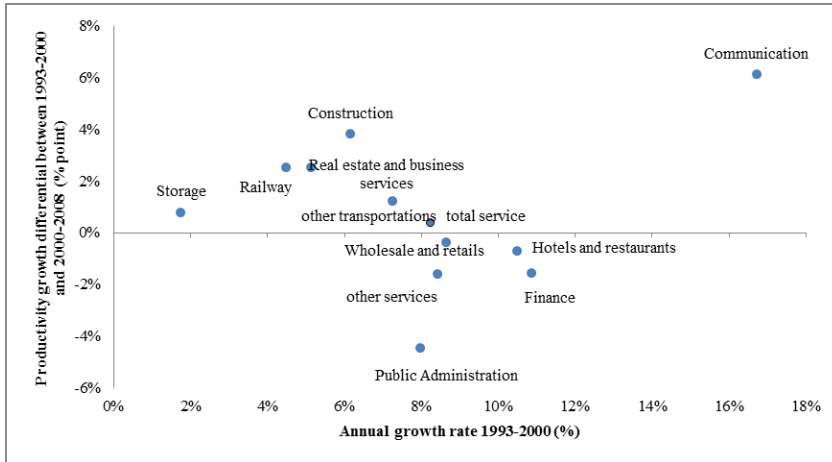 Productivity growth differential between 1993-2000
and 2000-2008 (% point)
8%
6%
4%
2%
0%
-2%
-4%
-6%
Communication
Construction
Real estate and business
services
Storage
Railway
other transportations
total service
Wholesale and retails
Hotels and restaurants
other services
Finance
Public Administration
0%
2%
4%
6%
8%
10%
12%
14%
16%
18%
Annual growth rate 1993-2000 (%)